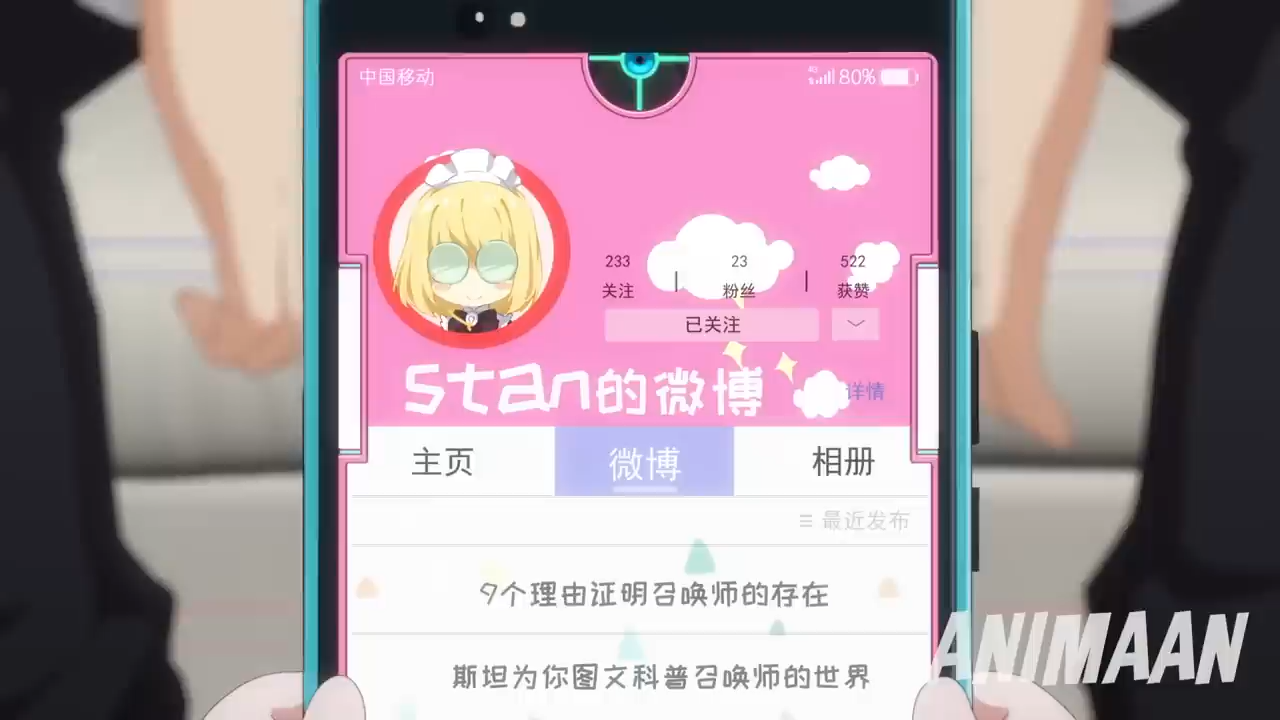 中国移动 4G 80%
233 23 522
关注 粉丝 获赞
已关注
stan的微博 详情
主页 微博 相册
最近发布
9个理由证明召唤师的存在
斯坦为你图文科普召唤师的世界
ANIMAAN